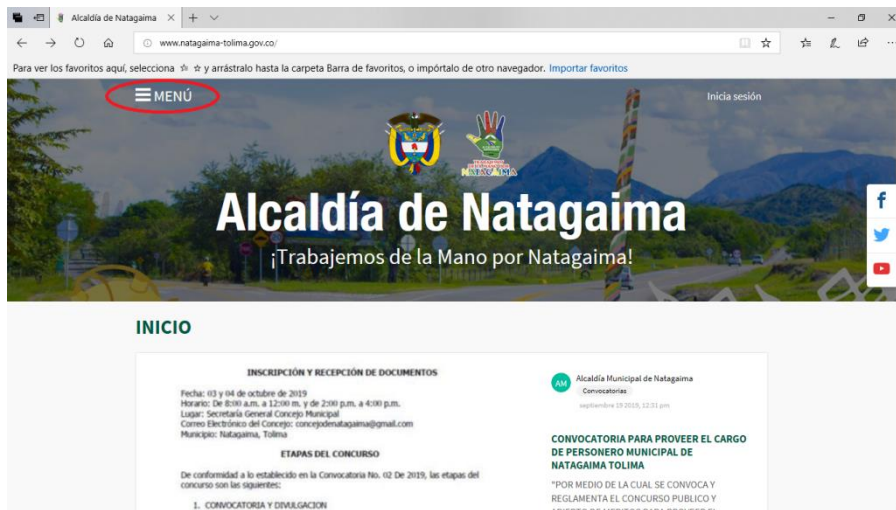 Alcaldía de Natagaima
www.natagaima-tolima.gov.co/
Para ver los favoritos aquí, selecciona y arrástralo hasta la carpeta Barra de favoritos, o impórtalo de otro navegador. Importar favoritos
MENÚ
Inicia sesión
NATAGAIMA
Alcaldía de Natagaima
¡Trabajemos de la Mano por Natagaima!
INICIO
INSCRIPCIÓN Y RECEPCIÓN DE DOCUMENTOS
Fecha: 03 y 04 de octubre de 2019
Horario: De 8:00 a.m. a 12:00 m. y de 2:00 p.m. a 4:00 p.m.
Lugar: Secretaría General Concejo Municipal
Correo Electrónico del Concejo: concejodenatagaima@gmail.com
Municipio: Natagaima, Tolima
ETAPAS DEL CONCURSO
De conformidad a lo establecido en la Convocatoria No. 02 De 2019, las etapas del
concurso son las siguientes:
1. CONVOCATORIA Y DIVULGACION
AM
Alcaldía Municipal de Natagaima
Convocatorias
septiembre 19 2019, 12:51 pm
CONVOCATORIA PARA PROVEER EL CARGO
DE PERSONERO MUNICIPAL DE
NATAGAIMA TOLIMA
"POR MEDIO DE LA CUAL SE CONVOCA Y
REGLAMENTA EL CONCURSO PUBLICO Y